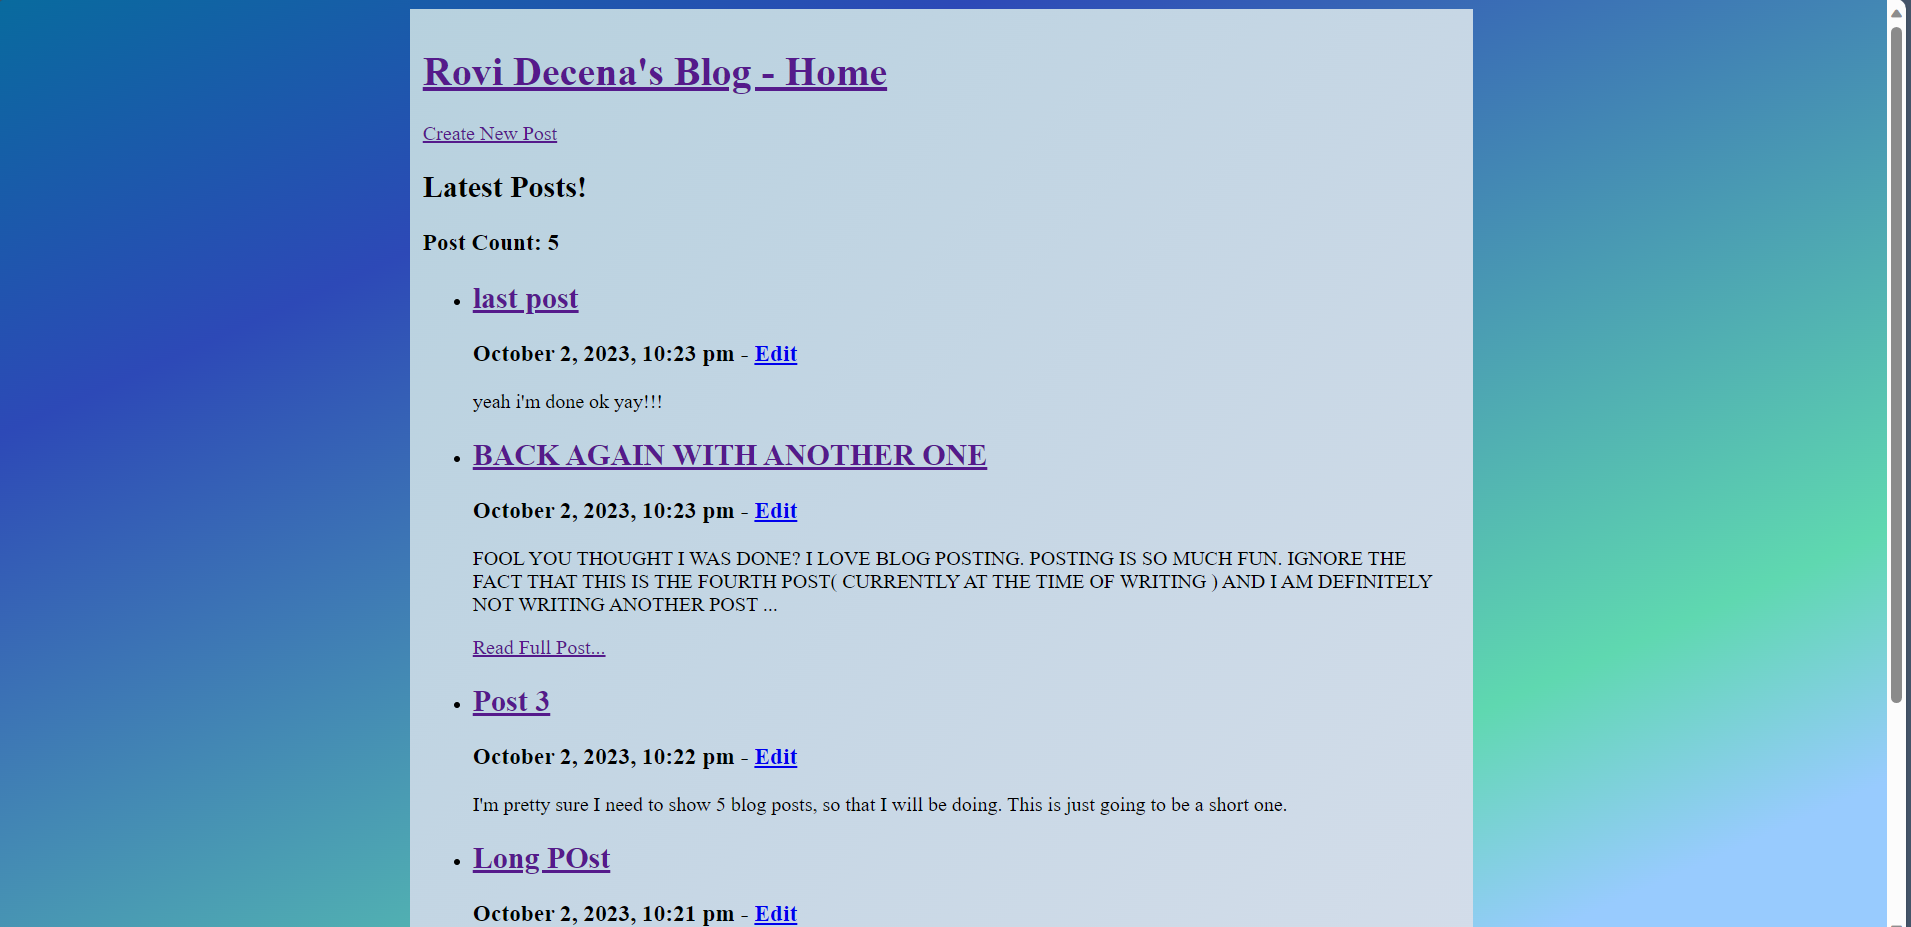 Rovi Decena's Blog - Home
Create New Post
Latest Posts!
Post Count: 5
last post
October 2, 2023, 10:23 pm - Edit
yeah i'm done ok yay!!!
BACK AGAIN WITH ANOTHER ONE
October 2, 2023, 10:23 pm - Edit
FOOL YOU THOUGHT I WAS DONE? I LOVE BLOG POSTING. POSTING IS SO MUCH FUN. IGNORE THE
FACT THAT THIS IS THE FOURTH POST( CURRENTLY AT THE TIME OF WRITING ) AND I AM DEFINITELY
NOT WRITING ANOTHER POST ...
Read Full Post...
Post 3
October 2, 2023, 10:22 pm - Edit
I'm pretty sure I need to show 5 blog posts, so that I will be doing. This is just going to be a short one.
Long POst
October 2, 2023, 10:21 pm - Edit